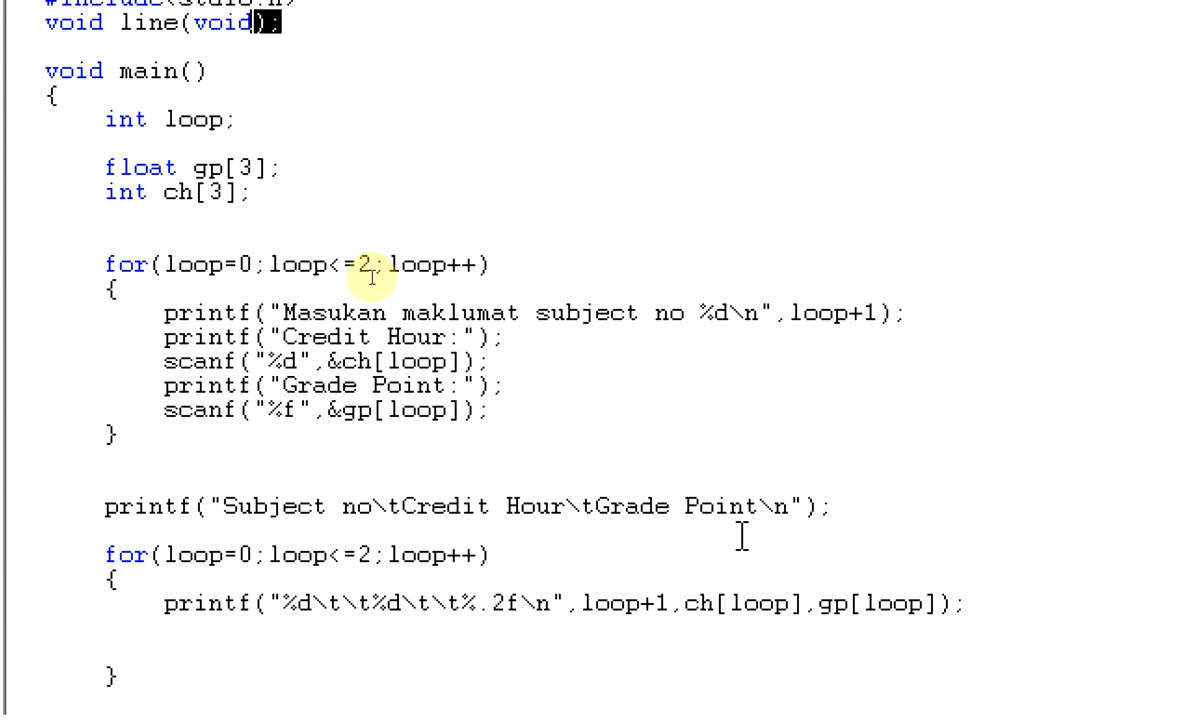 #include<stdio.h>
void line(void);
void main()
{
int loop;
float gp[3];
int ch[3];
for(loop=0;loop<=2;loop++)
{
printf("Masukan maklumat subject no %d\n",loop+1);
printf("Credit Hour:");
scanf("%d",&ch[loop]);
printf("Grade Point:");
scanf("%f",&gp[loop]);
}
printf("Subject no\tCredit Hour\tGrade Point\n");
for(loop=0;loop<=2;loop++)
{
printf("%d\t\t%d\t\t%.2f\n",loop+1,ch[loop],gp[loop]);
}